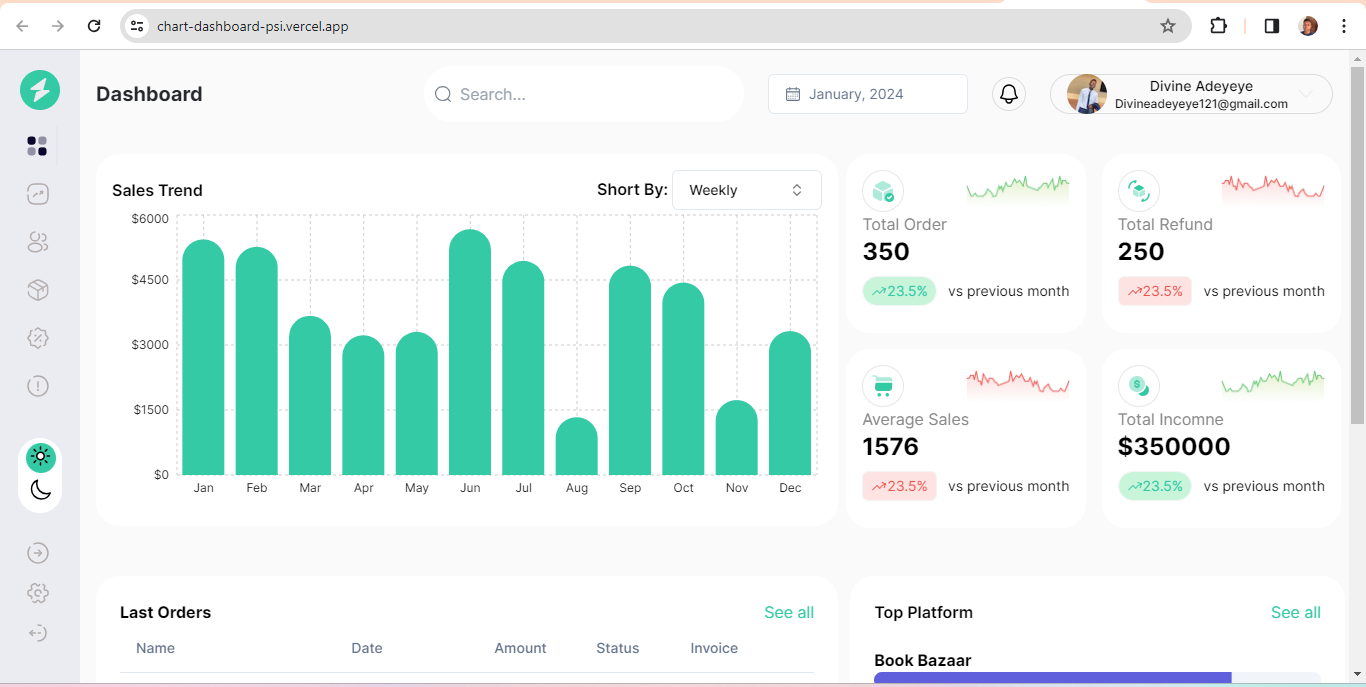 chart-dashboard-psi.vercel.app
Dashboard
Search...
January, 2024
Divine Adeyeye
Divineadeyeye121@gmail.com
Sales Trend
Short By:
Weekly
$6000
$4500
$3000
$1500
$0
Jan Feb Mar Apr May Jun Jul Aug Sep Oct Nov Dec
Total Order
350
23.5% vs previous month
Total Refund
250
23.5% vs previous month
Average Sales
1576
23.5% vs previous month
Total Incomne
$350000
23.5% vs previous month
Last Orders
See all
Name Date Amount Status Invoice
Top Platform
See all
Book Bazaar